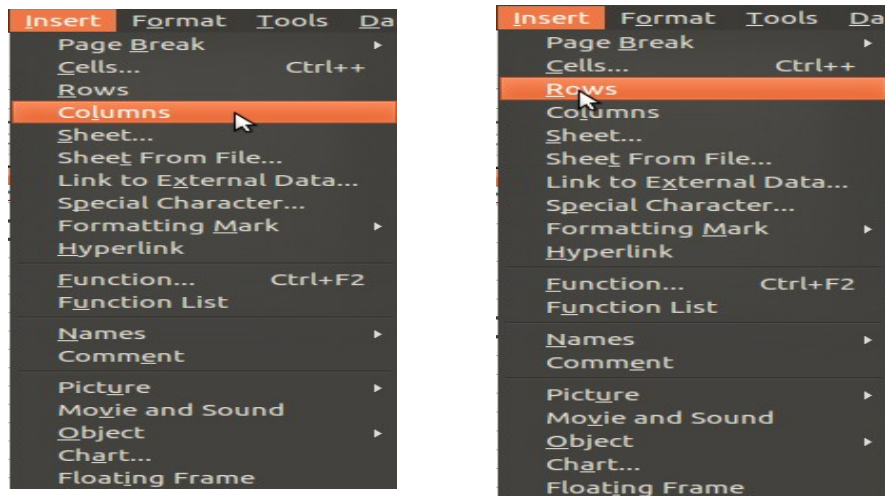 Insert Format Tools Da
Page Break
Cells... Ctrl++
Rows
Columns
Sheet...
Sheet From File...
Link to External Data...
Special Character...
Formatting Mark
Hyperlink
Function... Ctrl+F2
Function List
Names
Comment
Picture
Movie and Sound
Object
Chart...
Floating Frame
Insert Format Tools Da
Page Break
Cells... Ctrl++
Rows
Columns
Sheet...
Sheet From File...
Link to External Data...
Special Character...
Formatting Mark
Hyperlink
Function... Ctrl+F2
Function List
Names
Comment
Picture
Movie and Sound
Object
Chart...
Floating Frame